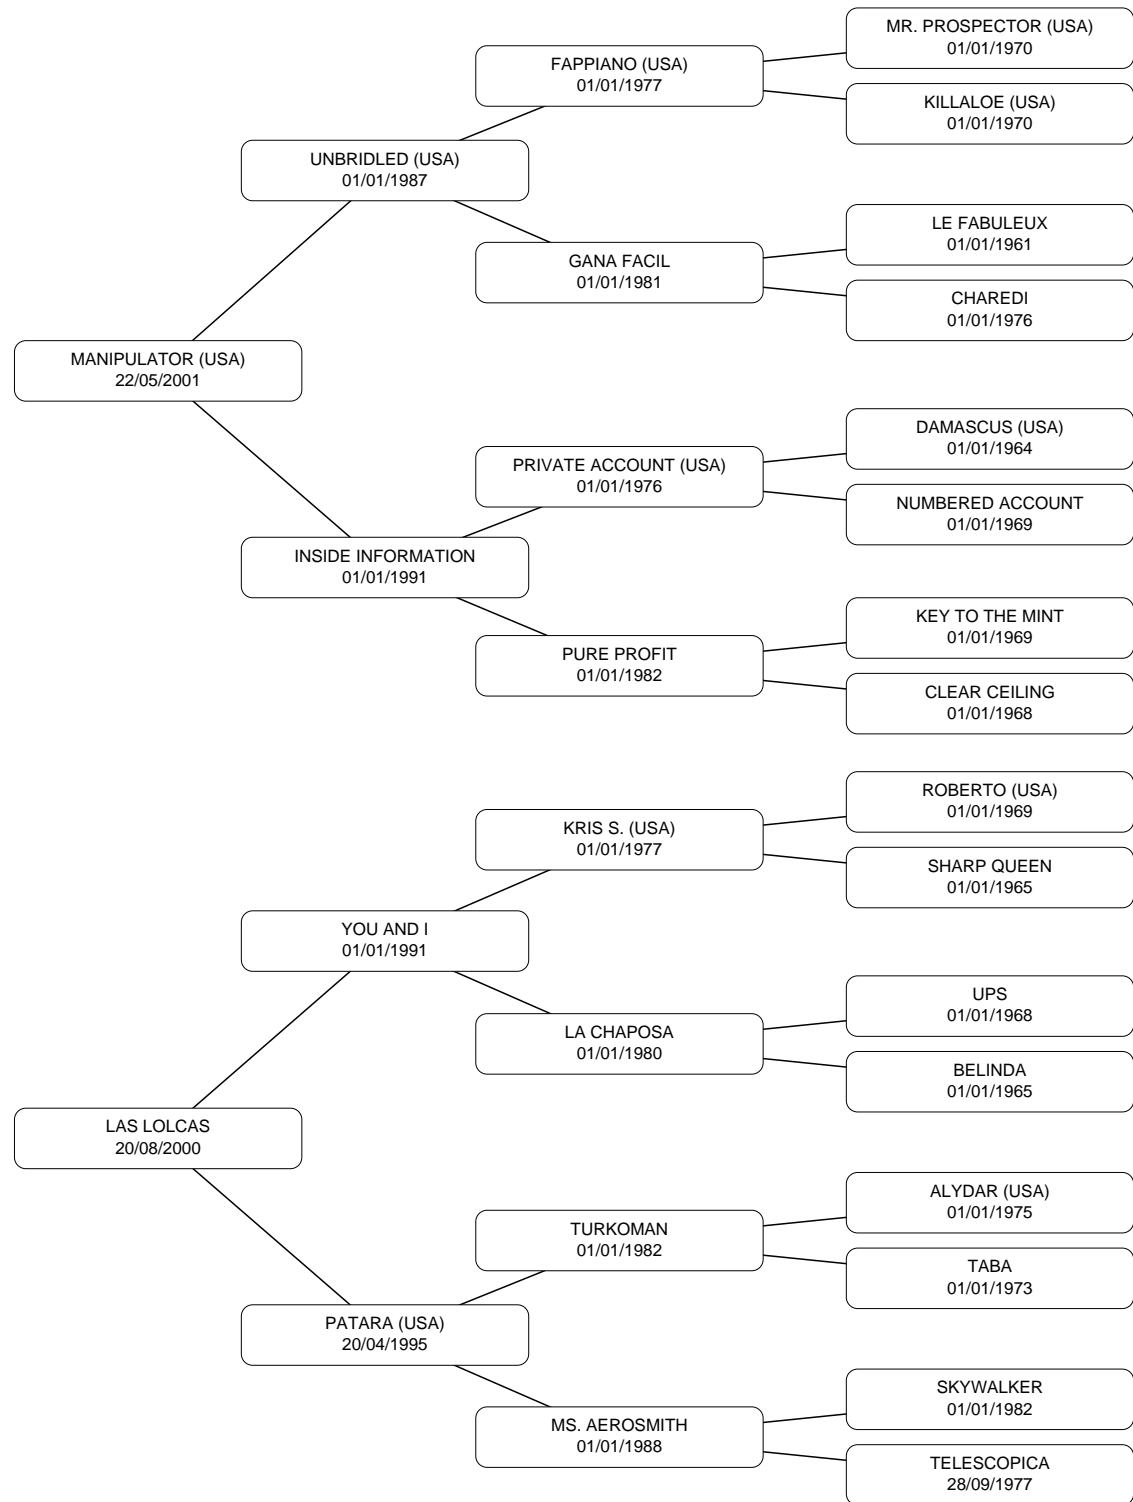 MR. PROSPECTOR (USA)
01/01/1970
FAPPIANO (USA)
01/01/1977
KILLALOE (USA)
01/01/1970
UNBRIDLED (USA)
01/01/1987
LE FABULEUX
01/01/1961
GANA FACIL
01/01/1981
CHAREDI
01/01/1976
MANIPULATOR (USA)
22/05/2001
DAMASCUS (USA)
01/01/1964
PRIVATE ACCOUNT (USA)
01/01/1976
NUMBERED ACCOUNT
01/01/1969
INSIDE INFORMATION
01/01/1991
KEY TO THE MINT
01/01/1969
PURE PROFIT
01/01/1982
CLEAR CEILING
01/01/1968
ROBERTO (USA)
01/01/1969
KRIS S. (USA)
01/01/1977
SHARP QUEEN
01/01/1965
YOU AND I
01/01/1991
UPS
01/01/1968
LA CHAPOSA
01/01/1980
BELINDA
01/01/1965
LAS LOLCAS
20/08/2000
ALYDAR (USA)
01/01/1975
TURKOMAN
01/01/1982
TABA
01/01/1973
PATARA (USA)
20/04/1995
SKYWALKER
01/01/1982
MS. AEROSMITH
01/01/1988
TELESCOPICA
28/09/1977